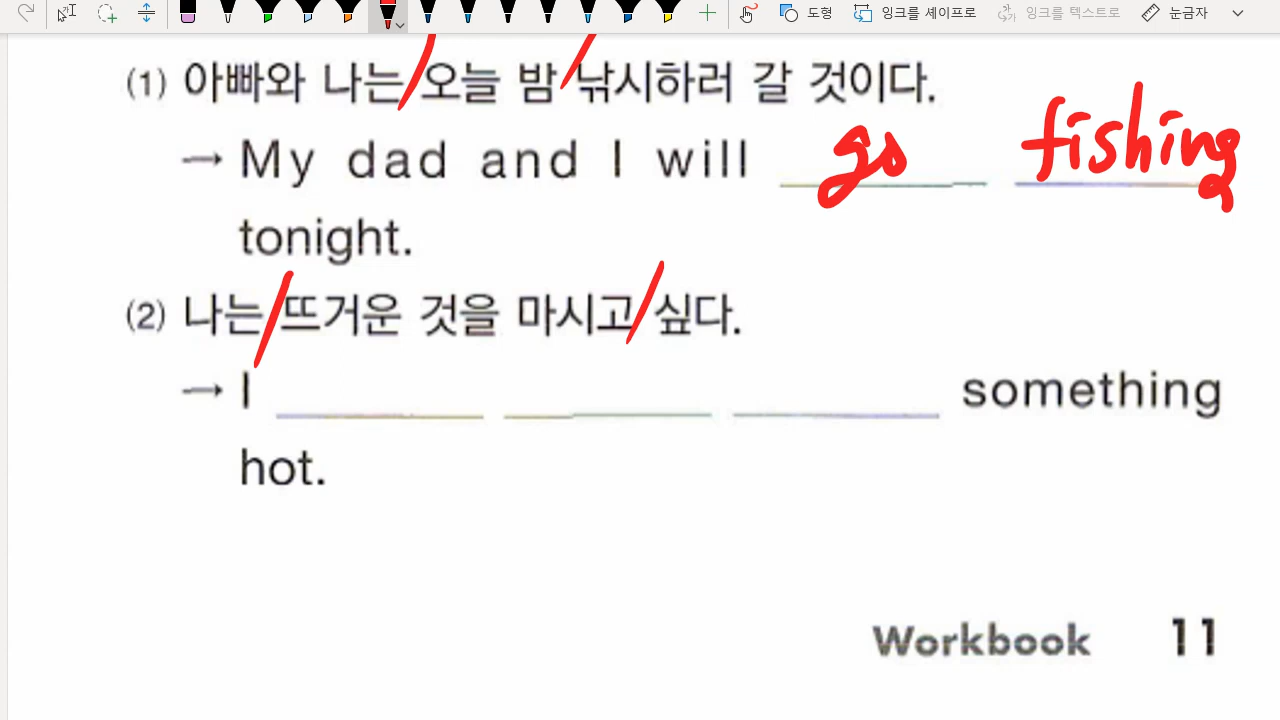 도형 잉크를 셰이프로 잉크를 텍스트로 눈금자
(1) 아빠와 나는/오늘 밤/낚시하러 갈 것이다.
→ My dad and I will go fishing
tonight.
(2) 나는/뜨거운 것을 마시고/싶다.
→ I ______ ______ ______ something
hot.
Workbook 11